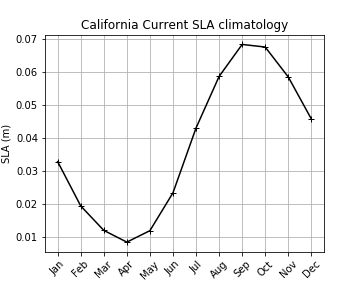 California Current SLA climatology
0.07
0.06
0.05
0.04
0.03
0.02
0.01
SLA (m)
Jan Feb Mar Apr May Jun Jul Aug Sep Oct Nov Dec